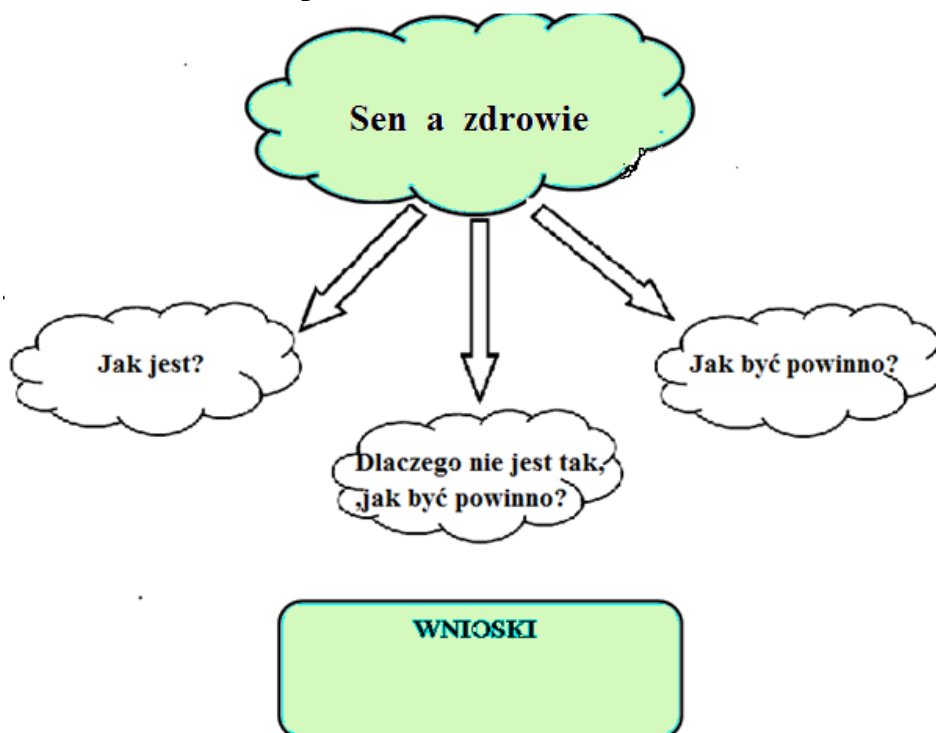 Sen a zdrowie
Jak jest?
Jak być powinno?
Dlaczego nie jest tak,
,jak być powinno?
WNIOSKI